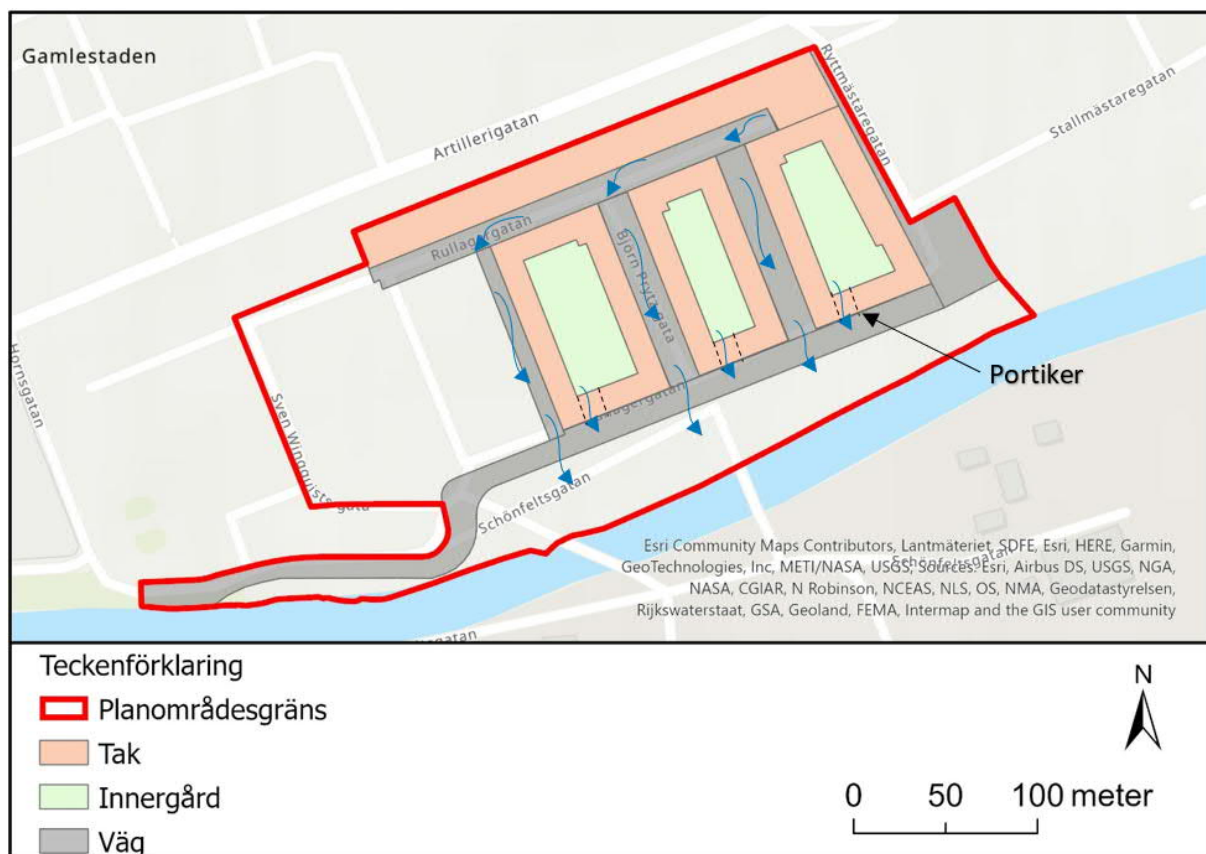 Gamlestaden
Artillerigatan
Ryttmästaregatan
Stallmästaregatan
Rullagergatan
Björn Prytz gata
Hornsgatan
Portiker
Sven Wingquists gata
Schönfeltsgatan
Esri Community Maps Contributors, Lantmäteriet, SDFE, Esri, HERE, Garmin,
GeoTechnologies, Inc, METI/NASA, USGS, Sources: Esri, Airbus DS, USGS, NGA,
NASA, CGIAR, N Robinson, NCEAS, NLS, OS, NMA, Geodatastyrelsen,
Rijkswaterstaat, GSA, Geoland, FEMA, Intermap and the GIS user community
Schönfeltsgatan
Teckenförklaring
Planområdesgräns
Tak
Innergård
Väg
N
0 50 100 meter